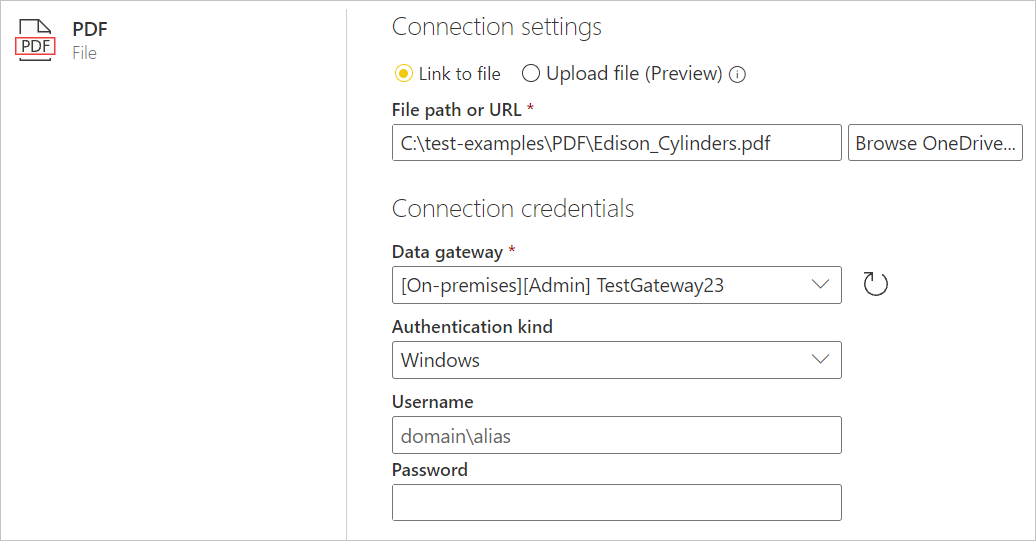 PDF
PDF
File
Connection settings
Link to file Upload file (Preview)
File path or URL *
C:\test-examples\PDF\Edison_Cylinders.pdf Browse OneDrive...
Connection credentials
Data gateway *
[On-premises][Admin] TestGateway23
Authentication kind
Windows
Username
domain\alias
Password